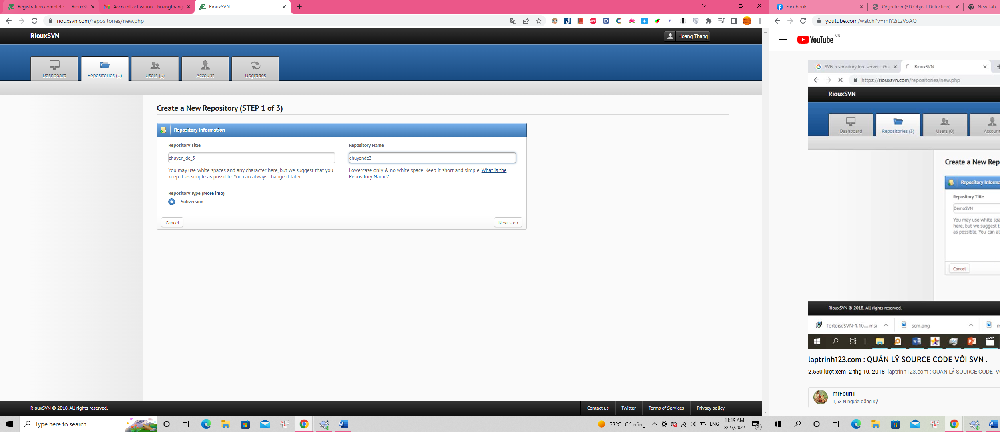 Registration complete — RiouxS
Account activation - hoangthang
RiouxSVN
riouxsvn.com/repositories/new.php
RiouxSVN
Hoang Thang
Dashboard
Repositories (0)
Users (0)
Account
Upgrades
Create a New Repository (STEP 1 of 3)
Repository Information
Repository Title
Repository Name
chuyen_de_3
chuyende3
You may use white spaces and any character here, but we suggest that you
keep it as simple as possible. You can always change it later.
Lowercase only & no white space. Keep it short and simple. What is the
Repository Name?
Repository Type (More info)
Subversion
Cancel
Next step
RiouxSVN © 2018. All rights reserved.
Contact us
Twitter
Terms of Services
Privacy policy
Type here to search
33°C Có nắng
ENG
11:19 AM
8/27/2022
2
Facebook
Objectron (3D Object Detection)
New Tab
youtube.com/watch?v=mlY2iLzVoAQ
YouTube VN
SVN respository free server - Go
RiouxSVN
https://riouxsvn.com/repositories/new.php
RiouxSVN
Dashboard
Repositories (3)
Users (0)
Account
Create a New Rep
Repository Informa
Repository Title
DemoSVN
You may use white spa
here, but we suggest t
as possible. You can al
Cancel
RiouxSVN © 2018. All rights reserved.
TortoiseSVN-1.10.....msi
scm.png
laptrinh123.com : QUẢN LÝ SOURCE CODE VỚI SVN .
2.550 lượt xem 2 thg 10, 2018 laptrinh123.com : QUẢN LÝ SOURCE CODE
mrFourIT
1,53 N người đăng ký